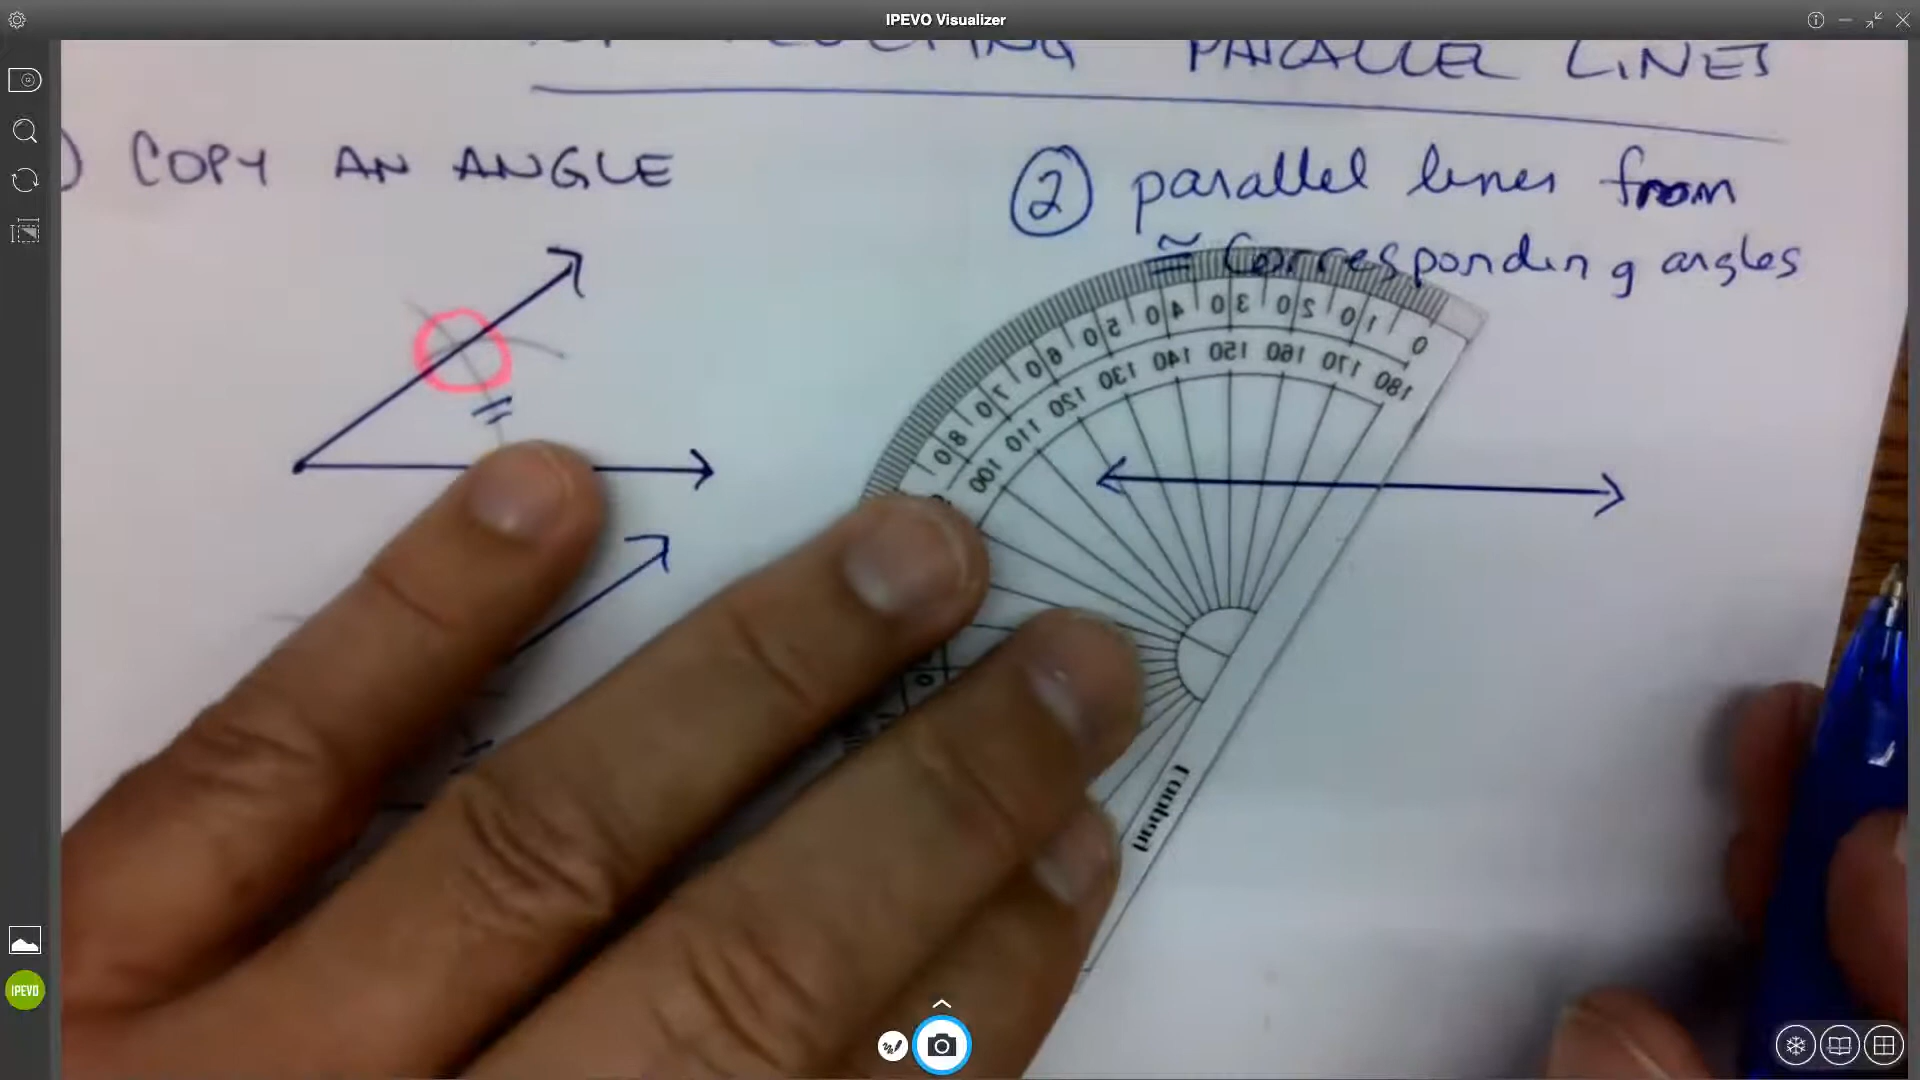 IPEVO Visualizer
PARALLEL LINES
) COPY AN ANGLE
② parallel lines from
≅ corresponding angles
0 10 20 30 40 50 60 70 80
180 170 160 150 140 130 120 110 100
IPEVO